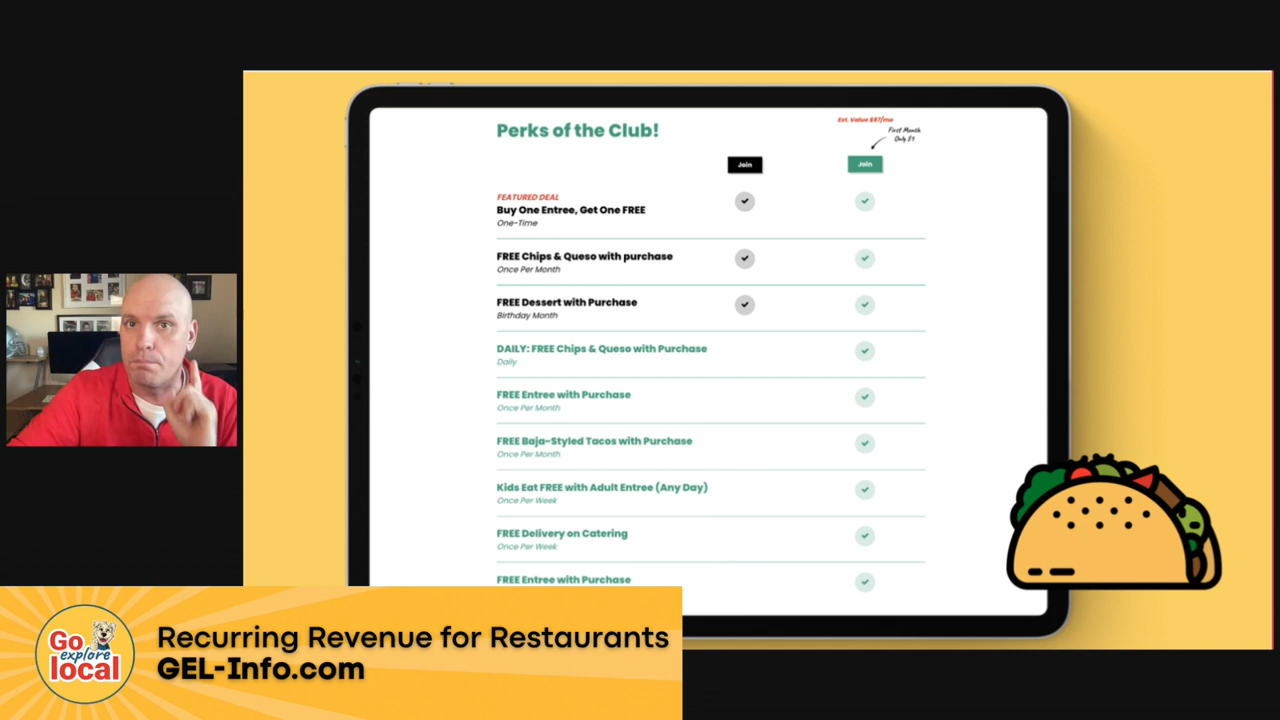 Perks of the Club!
Est. Value $87/mo
First Month
Only $1
Join
Join
FEATURED DEAL
Buy One Entree, Get One FREE
One-Time
FREE Chips & Queso with purchase
Once Per Month
FREE Dessert with Purchase
Birthday Month
DAILY: FREE Chips & Queso with Purchase
Daily
FREE Entree with Purchase
Once Per Month
FREE Baja-Styled Tacos with Purchase
Once Per Month
Kids Eat FREE with Adult Entree (Any Day)
Once Per Week
FREE Delivery on Catering
Once Per Week
FREE Entree with Purchase
Go
explore
local
Recurring Revenue for Restaurants
GEL-Info.com